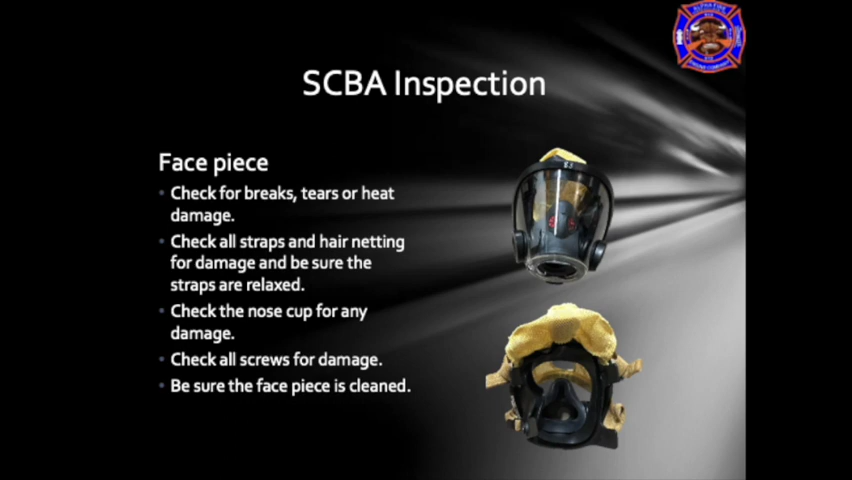 ALPHA FIRE
SCBA Inspection
Face piece
• Check for breaks, tears or heat
damage.
• Check all straps and hair netting
for damage and be sure the
straps are relaxed.
• Check the nose cup for any
damage.
• Check all screws for damage.
• Be sure the face piece is cleaned.